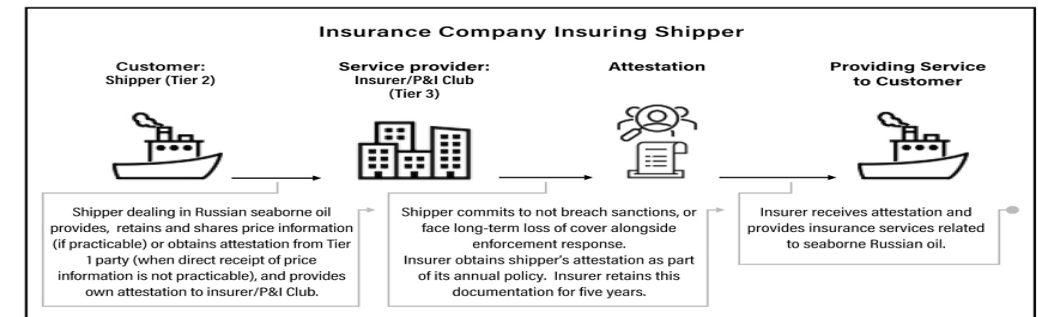 Insurance Company Insuring Shipper
Customer:
Shipper (Tier 2)
Service provider:
Insurer/P&I Club
(Tier 3)
Attestation
Providing Service
to Customer
Shipper dealing in Russian seaborne oil
provides, retains and shares price information
(if practicable) or obtains attestation from Tier
1 party (when direct receipt of price
information is not practicable), and provides
own attestation to insurer/P&I Club.
Shipper commits to not breach sanctions, or
face long-term loss of cover alongside
enforcement response.
Insurer obtains shipper's attestation as part
of its annual policy. Insurer retains this
documentation for five years.
Insurer receives attestation and
provides insurance services related
to seaborne Russian oil.